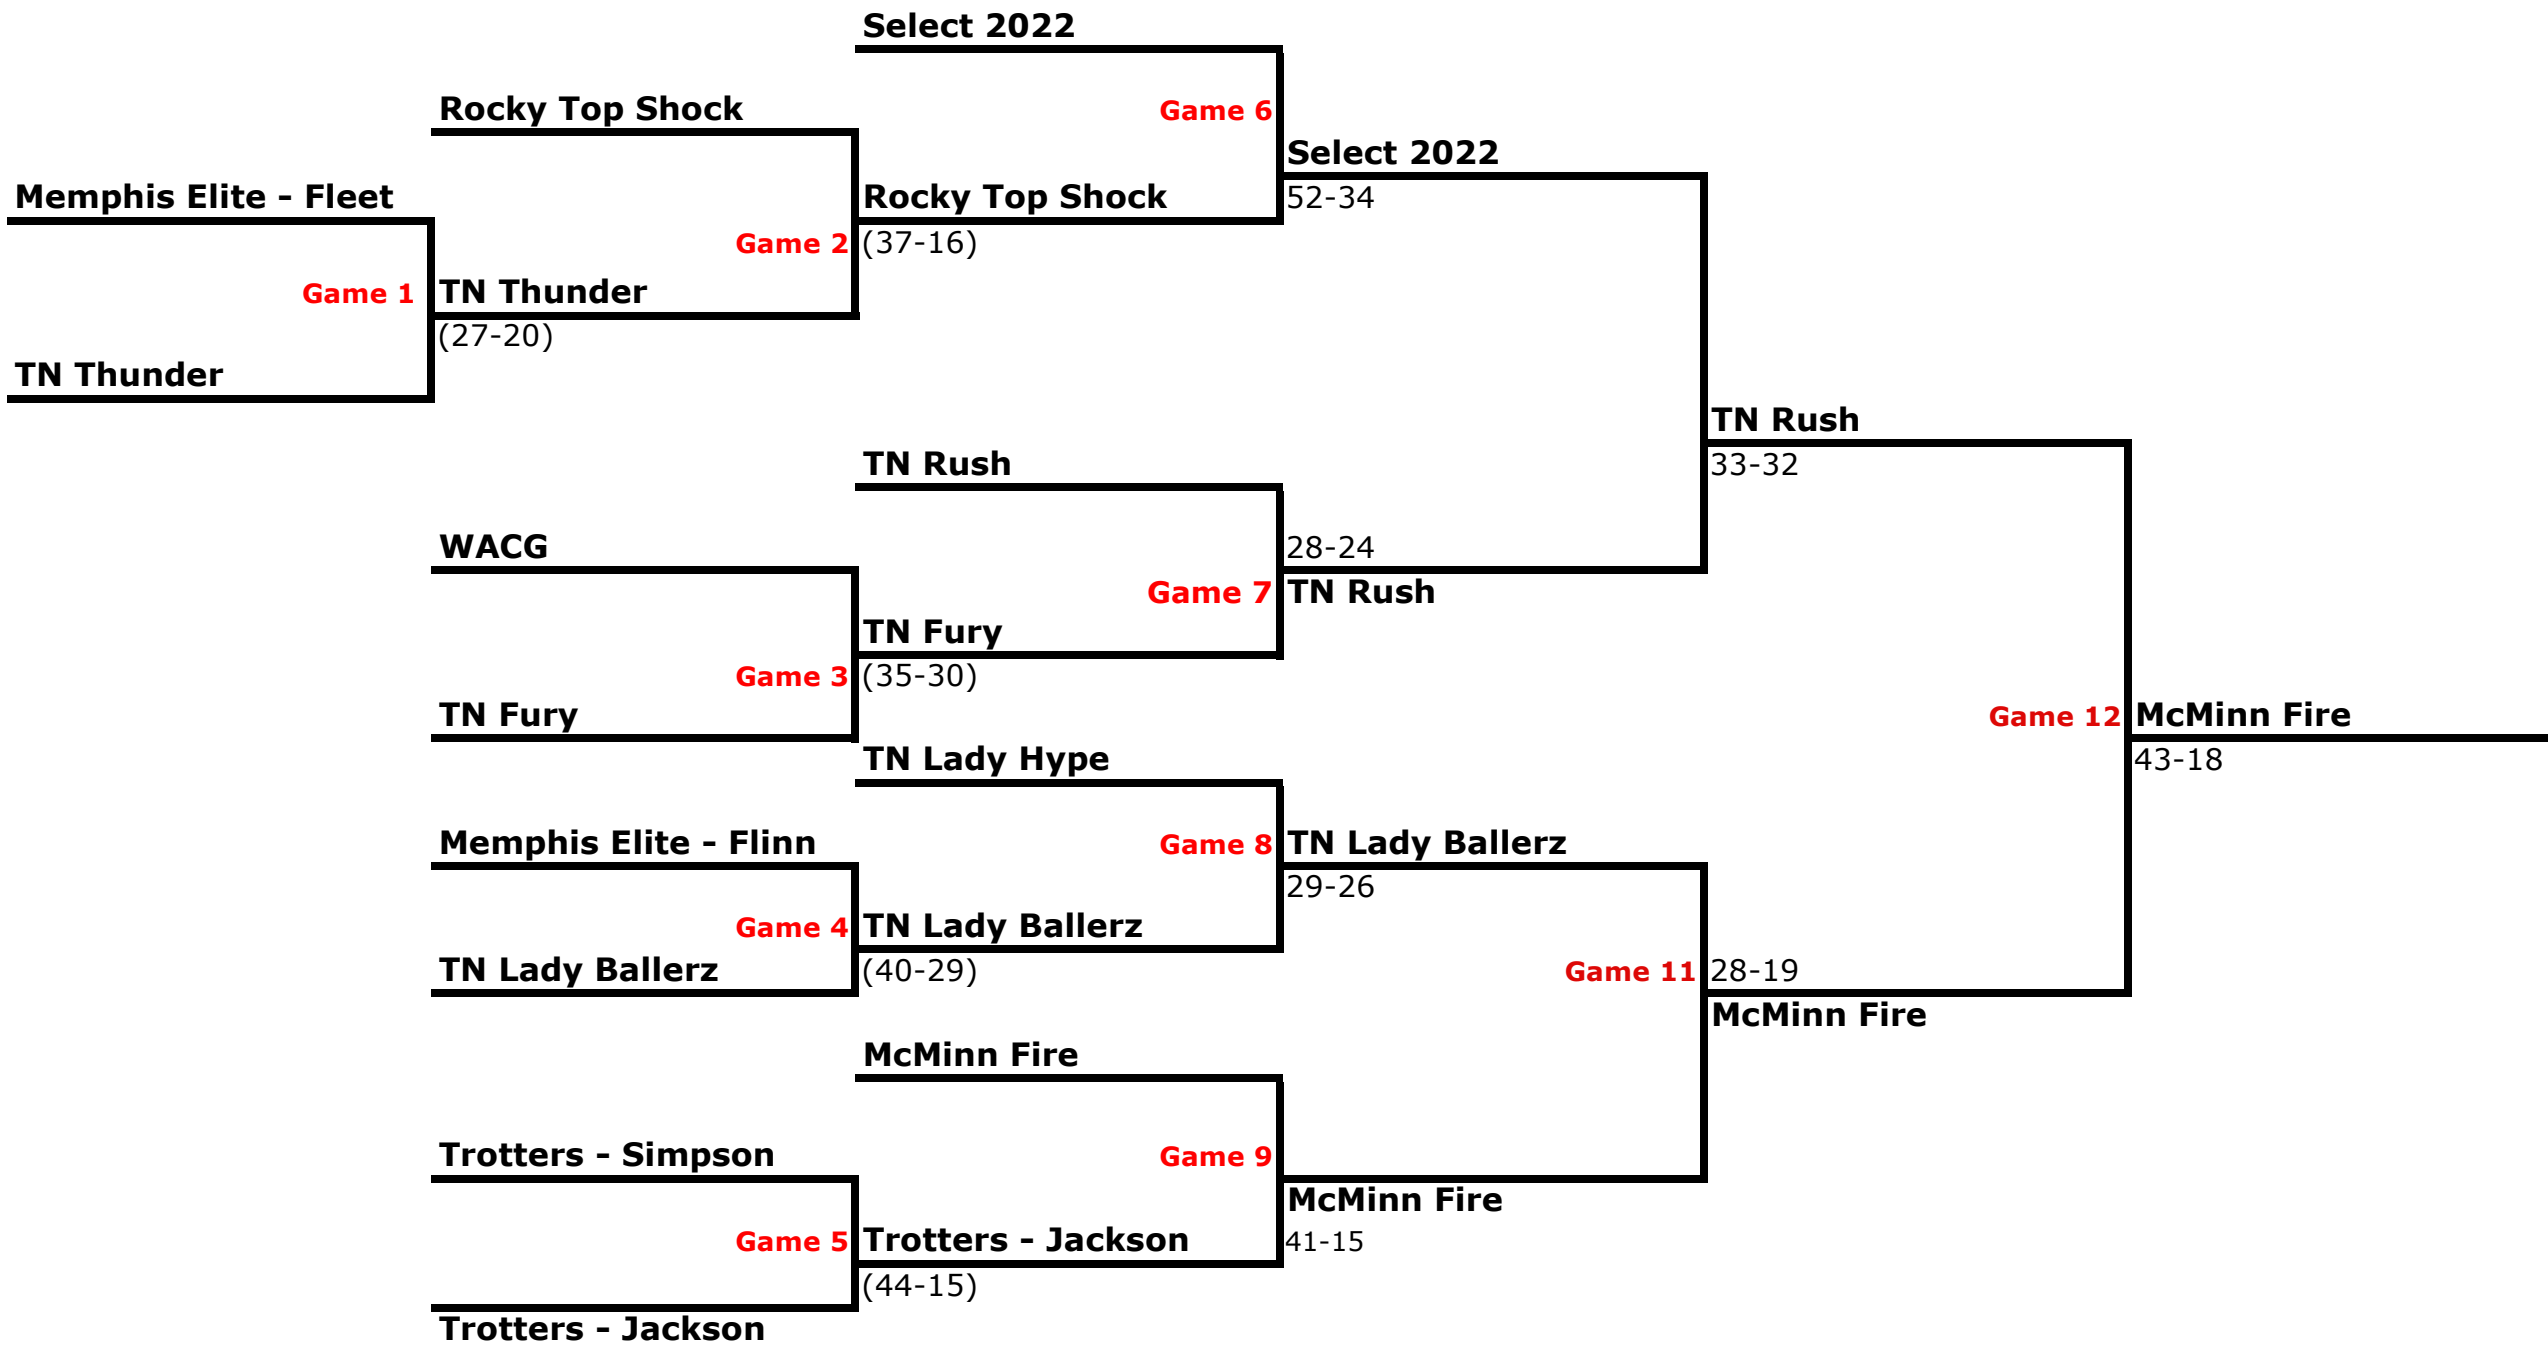 Select 2022
Rocky Top Shock
Game 6
Select 2022
Memphis Elite - Fleet
Rocky Top Shock
52-34
Game 2
(37-16)
Game 1
TN Thunder
(27-20)
TN Thunder
TN Rush
TN Rush
33-32
WACG
28-24
Game 7
TN Rush
TN Fury
Game 3
(35-30)
TN Fury
Game 12
McMinn Fire
TN Lady Hype
43-18
Memphis Elite - Flinn
Game 8
TN Lady Ballerz
29-26
Game 4
TN Lady Ballerz
TN Lady Ballerz
(40-29)
Game 11
28-19
McMinn Fire
McMinn Fire
Trotters - Simpson
Game 9
McMinn Fire
Game 5
Trotters - Jackson
41-15
(44-15)
Trotters - Jackson